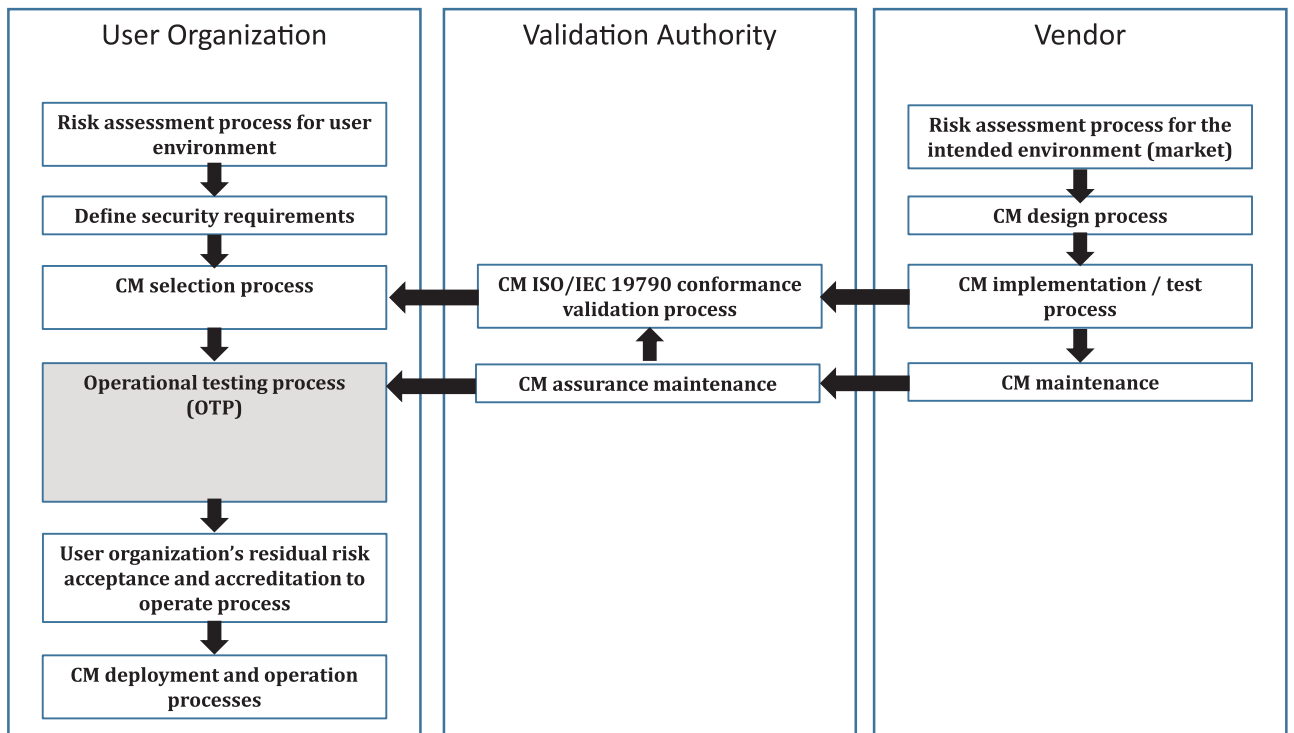 User Organization
Risk assessment process for user
environment
Define security requirements
CM selection process
Operational testing process
(OTP)
User organization’s residual risk
acceptance and accreditation to
operate process
CM deployment and operation
processes
Validation Authority
CM ISO/IEC 19790 conformance
validation process
CM assurance maintenance
Vendor
Risk assessment process for the
intended environment (market)
CM design process
CM implementation / test
process
CM maintenance